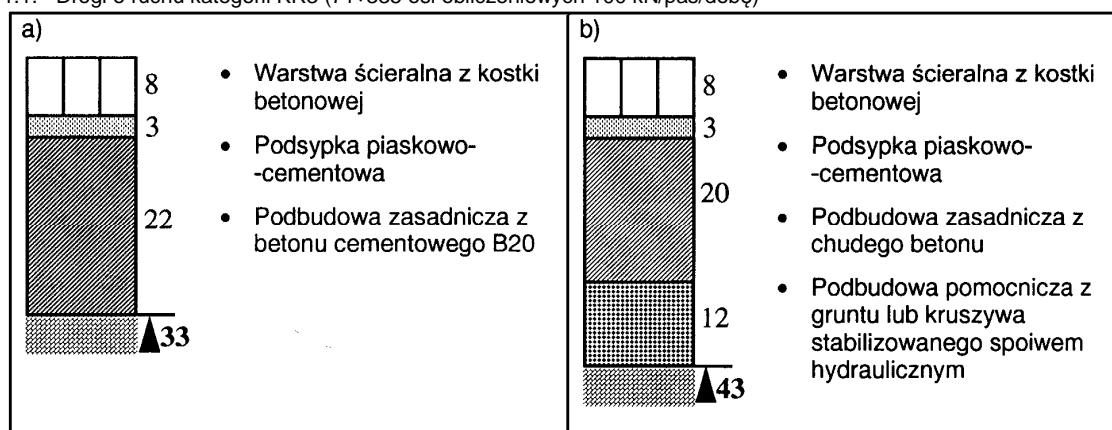 a)
8
3
22
33
• Warstwa ścieralna z kostki
betonowej
• Podsypka piaskowo-
-cementowa
• Podbudowa zasadnicza z
betonu cementowego B20
b)
8
3
20
12
43
• Warstwa ścieralna z kostki
betonowej
• Podsypka piaskowo-
-cementowa
• Podbudowa zasadnicza z
chudego betonu
• Podbudowa pomocnicza z
gruntu lub kruszywa
stabilizowanego spoiwem
hydraulicznym